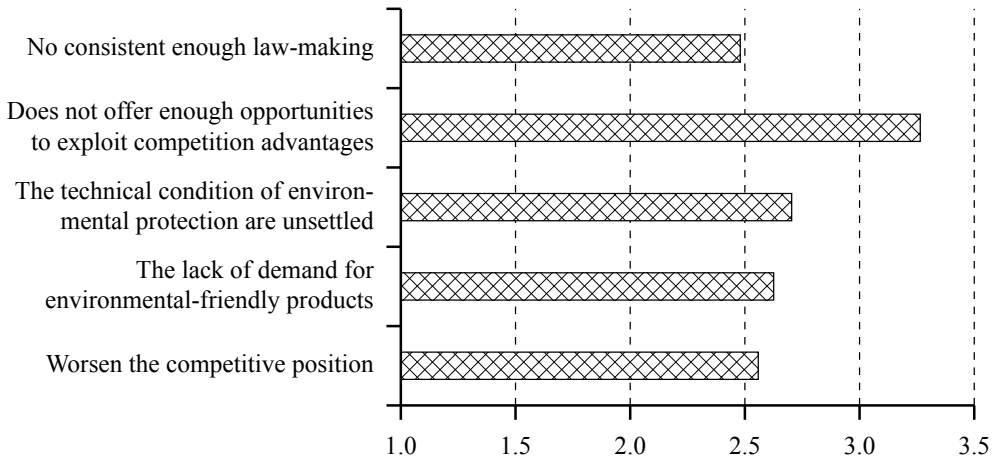 No consistent enough law-making
Does not offer enough opportunities
to exploit competition advantages
The technical condition of environ-
mental protection are unsettled
The lack of demand for
environmental-friendly products
Worsen the competitive position
1.0 1.5 2.0 2.5 3.0 3.5